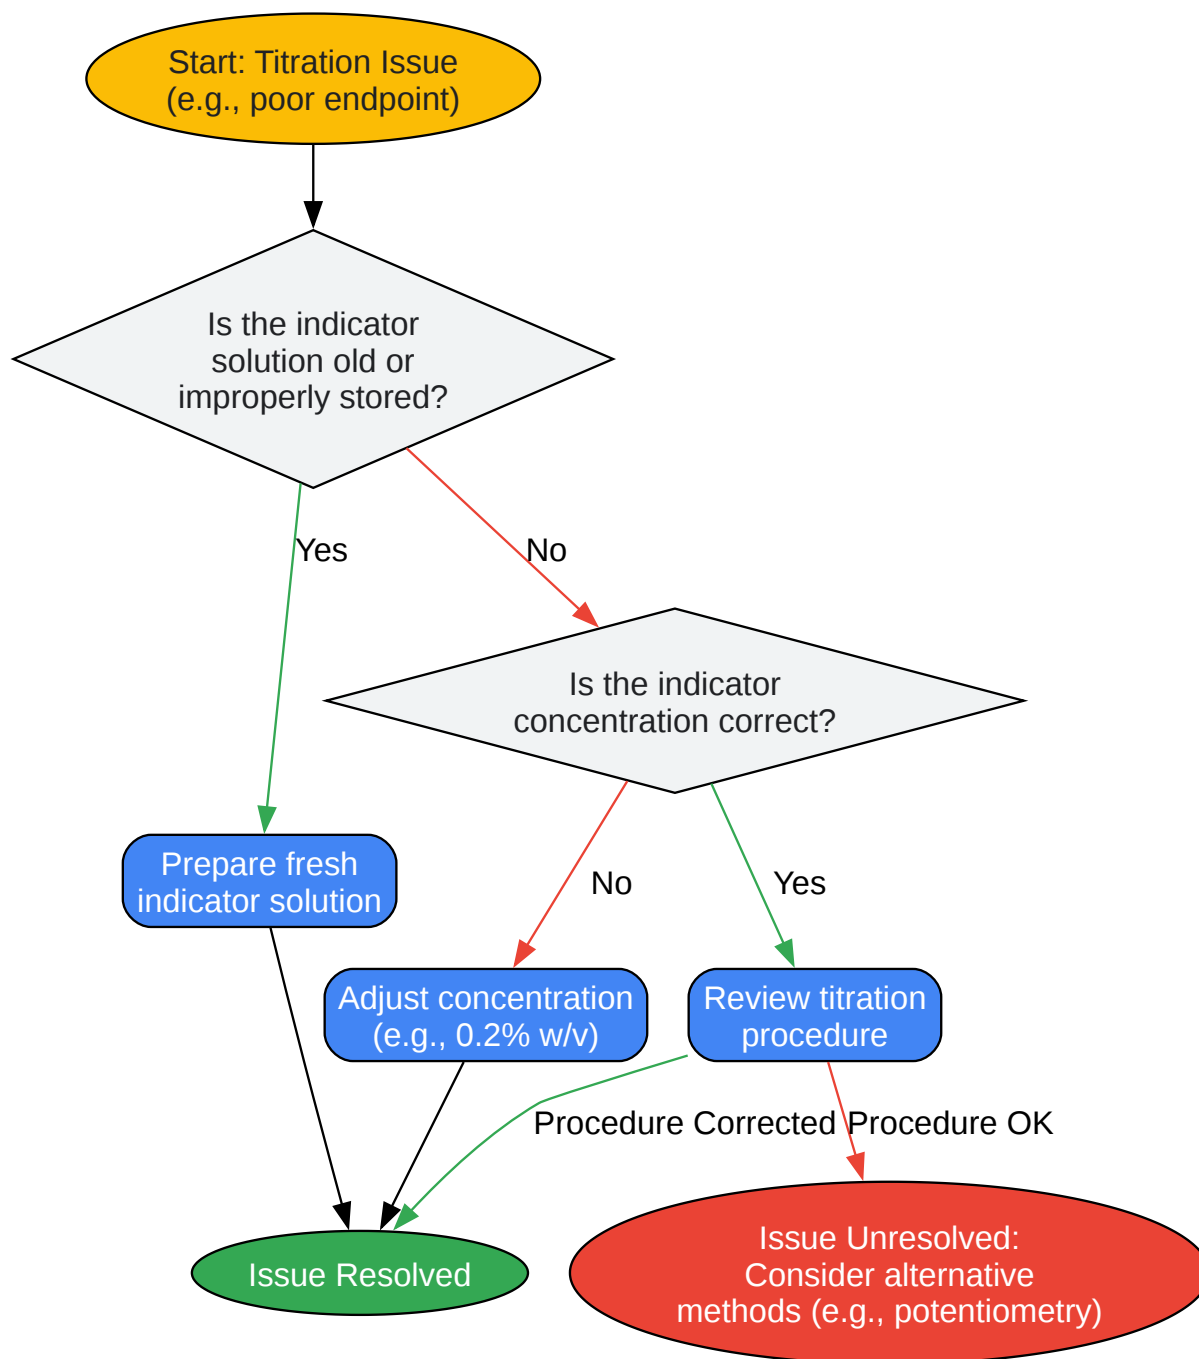 Start: Titration Issue
(e.g., poor endpoint)
Is the indicator
solution old or
improperly stored?
Yes
No
Is the indicator
concentration correct?
Prepare fresh
indicator solution
No
Yes
Adjust concentration
(e.g., 0.2% w/v)
Review titration
procedure
Procedure Corrected
Procedure OK
Issue Resolved
Issue Unresolved:
Consider alternative
methods (e.g., potentiometry)